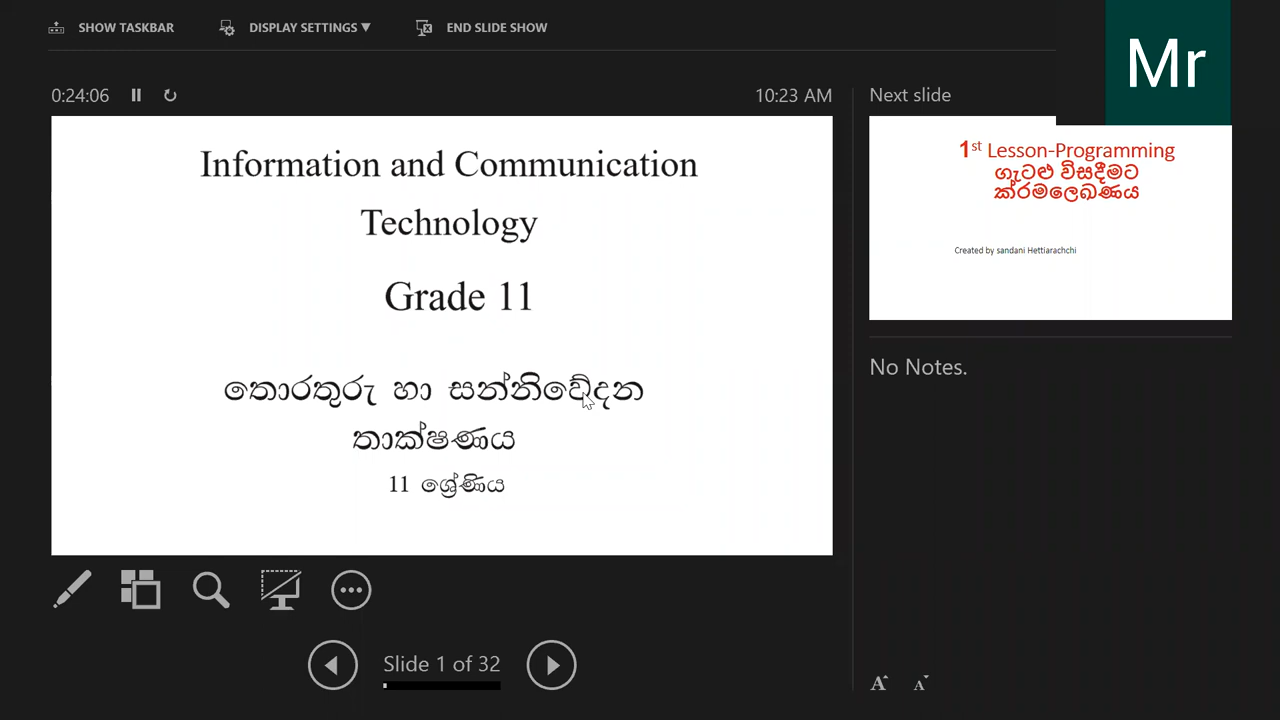 SHOW TASKBAR
DISPLAY SETTINGS ▼
END SLIDE SHOW
Mr
0:24:06
10:23 AM
Next slide
Information and Communication
Technology
Grade 11
තොරතුරු හා සන්නිවේදන
තාක්ෂණය
11 ශ්‍රේණිය
1st Lesson-Programming
ගැටළු විසදීමට
ක්රමලෙඛණය
Created by sandani Hettiarachchi
No Notes.
Slide 1 of 32
A A